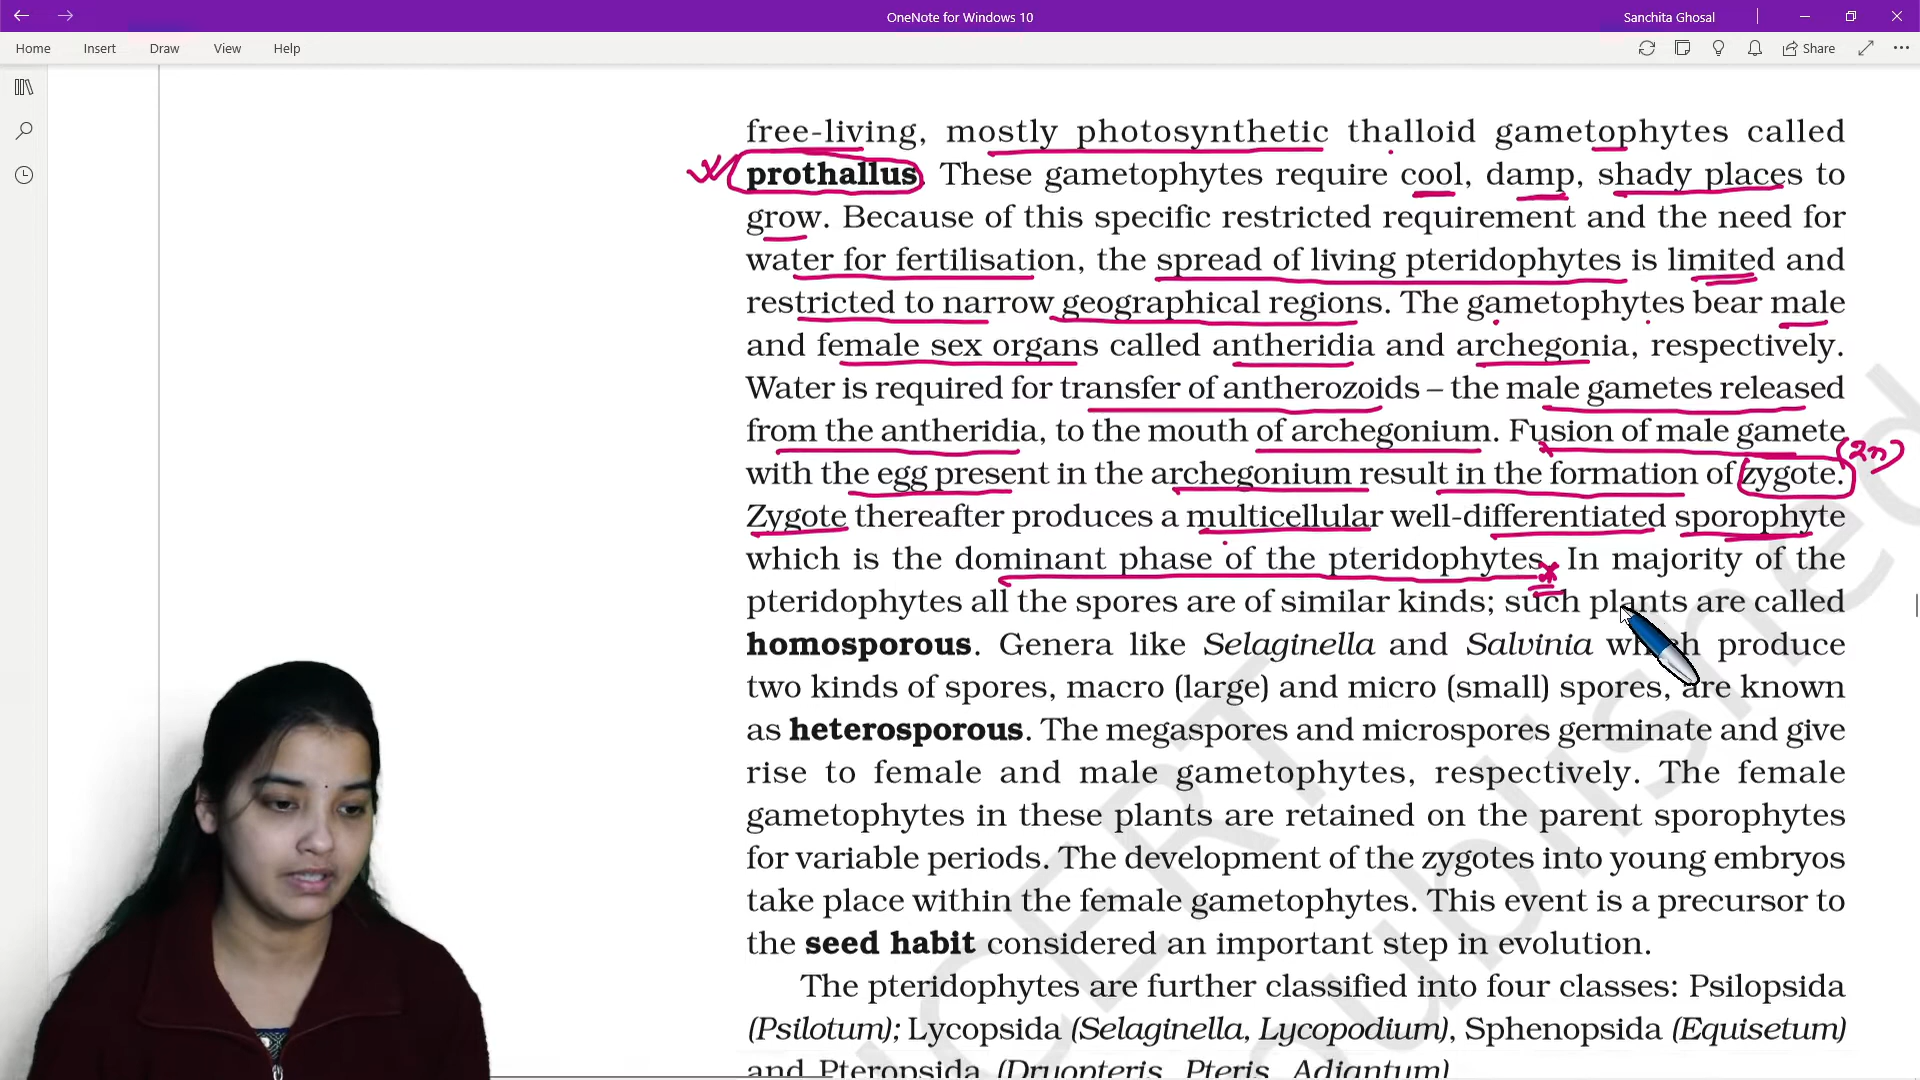 OneNote for Windows 10
Sanchita Ghosal
Home Insert Draw View Help
Share
free-living, mostly photosynthetic thalloid gametophytes called
prothallus. These gametophytes require cool, damp, shady places to
grow. Because of this specific restricted requirement and the need for
water for fertilisation, the spread of living pteridophytes is limited and
restricted to narrow geographical regions. The gametophytes bear male
and female sex organs called antheridia and archegonia, respectively.
Water is required for transfer of antherozoids – the male gametes released
from the antheridia, to the mouth of archegonium. Fusion of male gamete
(2n)
with the egg present in the archegonium result in the formation of zygote.
Zygote thereafter produces a multicellular well-differentiated sporophyte
which is the dominant phase of the pteridophytes. In majority of the
pteridophytes all the spores are of similar kinds; such plants are called
homosporous. Genera like Selaginella and Salvinia which produce
two kinds of spores, macro (large) and micro (small) spores, are known
as heterosporous. The megaspores and microspores germinate and give
rise to female and male gametophytes, respectively. The female
gametophytes in these plants are retained on the parent sporophytes
for variable periods. The development of the zygotes into young embryos
take place within the female gametophytes. This event is a precursor to
the seed habit considered an important step in evolution.
The pteridophytes are further classified into four classes: Psilopsida
(Psilotum); Lycopsida (Selaginella, Lycopodium), Sphenopsida (Equisetum)
and Pteropsida (Dryopteris, Pteris, Adiantum)